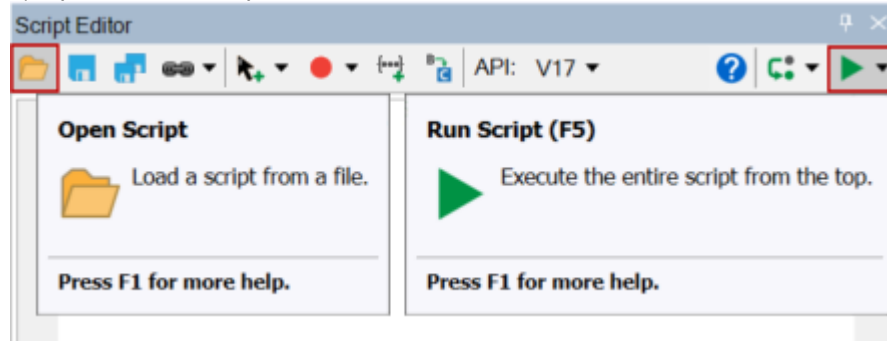 Script Editor
API: V17
Open Script
Load a script from a file.
Press F1 for more help.
Run Script (F5)
Execute the entire script from the top.
Press F1 for more help.